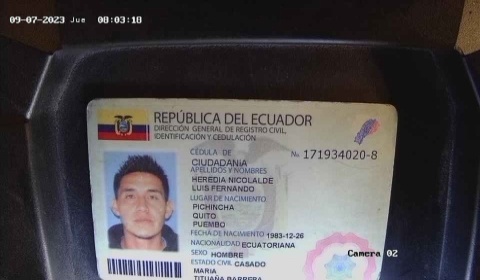 09-07-2023 Jue 08:03:18
REPÚBLICA DEL ECUADOR
DIRECCIÓN GENERAL DE REGISTRO CIVIL,
IDENTIFICACIÓN Y CEDULACIÓN
CÉDULA DE No 171934020-8
CIUDADANIA
APELLIDOS Y NOMBRES
HEREDIA NICOLALDE
LUIS FERNANDO
LUGAR DE NACIMIENTO
PICHINCHA
QUITO
PUEMBO
FECHA DE NACIMIENTO 1983-12-26
NACIONALIDAD ECUATORIANA
SEXO HOMBRE
ESTADO CIVIL CASADO
MARIA
TITUAÑA BARRERA
Camera 02